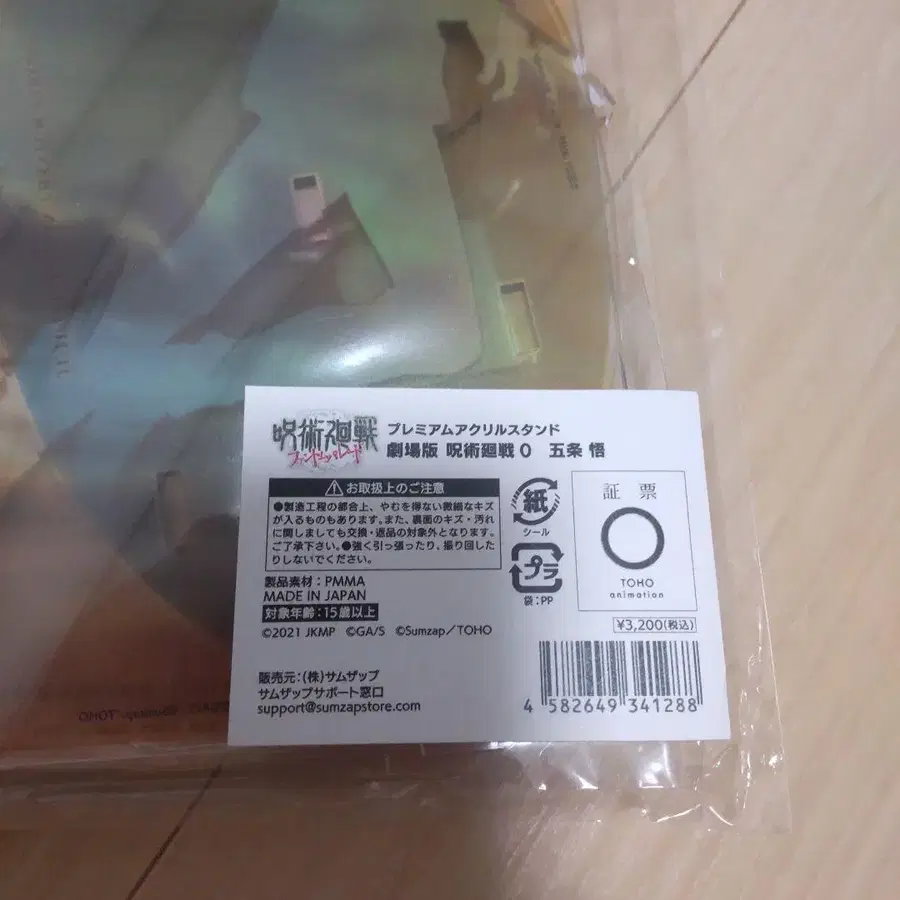 呪術廻戦
ファントムパレード
プレミアムアクリルスタンド
劇場版 呪術廻戦0 五条 悟
お取扱上のご注意
●製造工程の都合上、やむを得ない微細なキズ
が入るものもあります。また、裏面のキズ・汚れ
に関しましても交換・返品の対象外となります。
ご了承下さい。●強く引っ張ったり、振り回した
りしないでください。
製品素材：PMMA
MADE IN JAPAN
対象年齢：15歳以上
©2021 JKMP ©GA/S ©Sumzap／TOHO
販売元：(株)サムザップ
サムザップサポート窓口
support@sumzapstore.com
紙
シール
プラ
袋：PP
証票
TOHO
animation
¥3,200(税込)
4 582649 341288